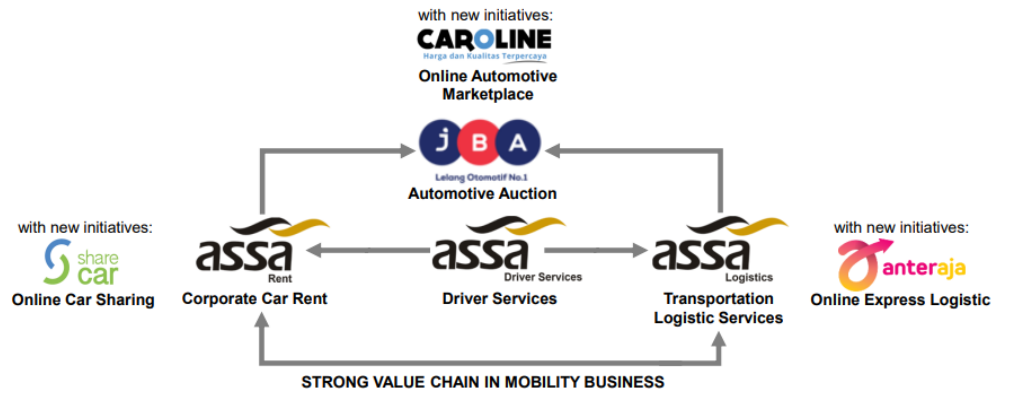 with new initiatives:
CAROLINE
Harga dan Kualitas Terpercaya
Online Automotive
Marketplace
JBA
Lelang Otomotif No.1
Automotive Auction
with new initiatives:
share
car
Online Car Sharing
assa
Rent
Corporate Car Rent
assa
Driver Services
Driver Services
assa
Logistics
Transportation
Logistic Services
with new initiatives:
anteraja
Online Express Logistic
STRONG VALUE CHAIN IN MOBILITY BUSINESS